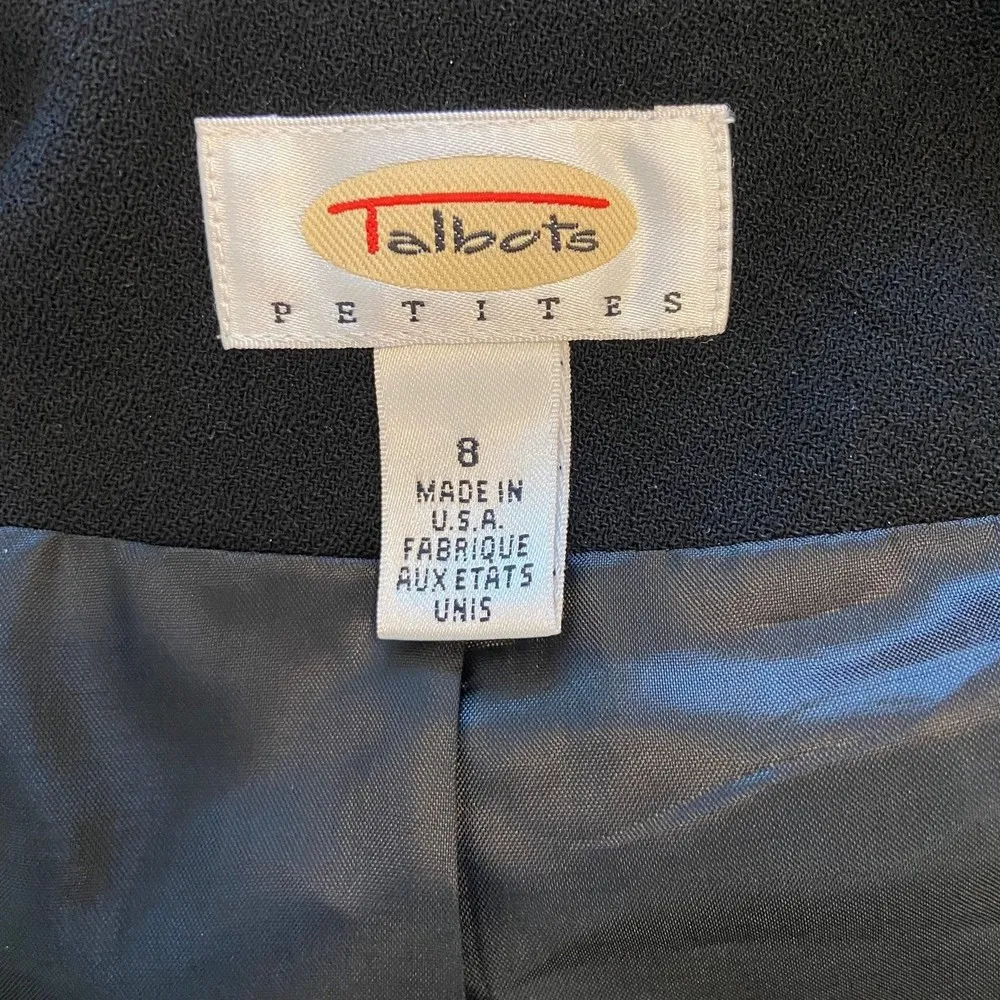 Talbots
PETITES
8
MADE IN
U.S.A.
FABRIQUE
AUX ETATS
UNIS